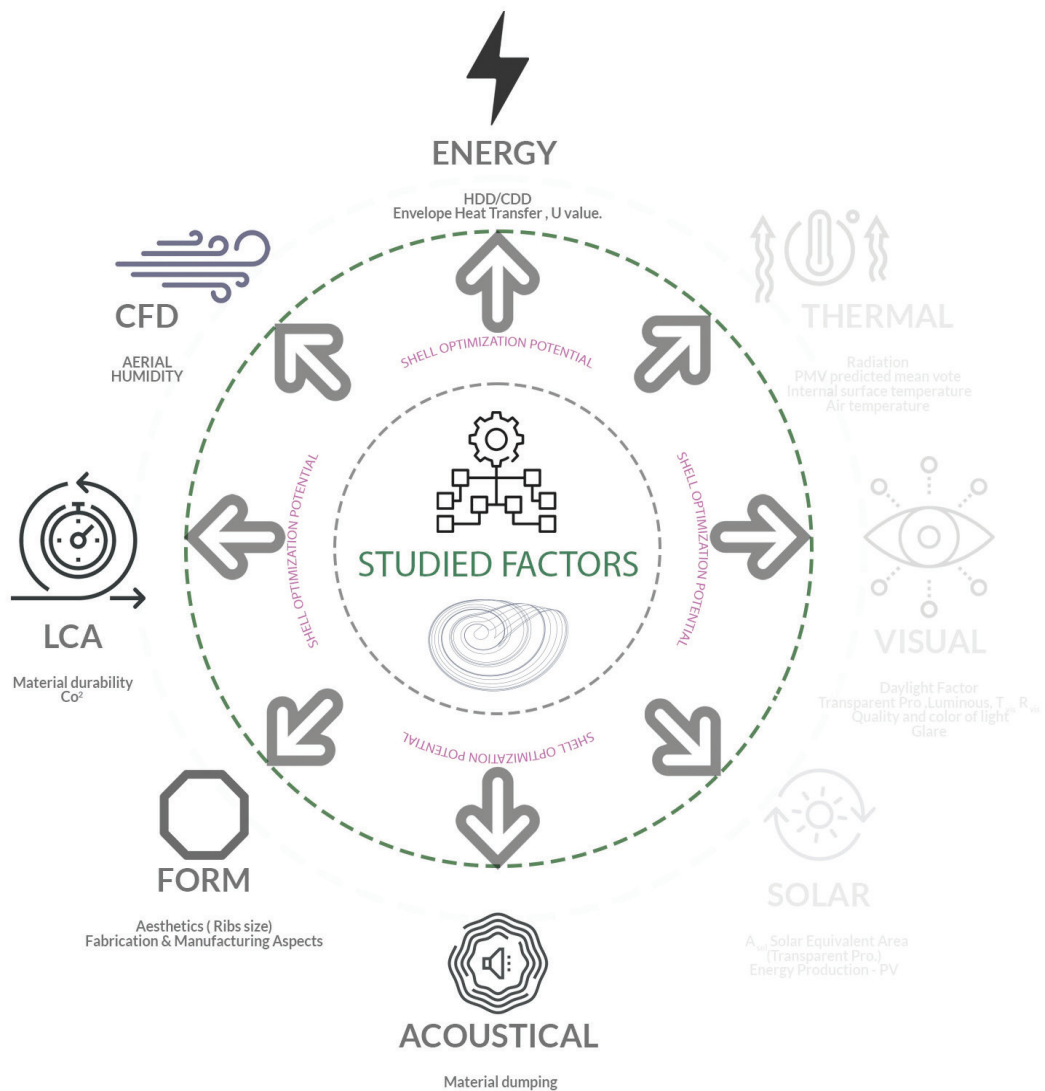 ENERGY
HDD/CDD
Envelope Heat Transfer , U value.
CFD
AERIAL
HUMIDITY
THERMAL
Radiation
PMV predicted mean vote
Internal surface temperature
Air temperature
SHELL OPTIMIZATION POTENTIAL
SHELL OPTIMIZATION POTENTIAL
SHELL OPTIMIZATION POTENTIAL
STUDIED FACTORS
LCA
Material durability
Co²
VISUAL
Daylight Factor
Transparent Pro ,Luminous, T R
Quality and color of light
Glare
SHELL OPTIMIZATION POTENTIAL
FORM
Aesthetics ( Ribs size)
Fabrication & Manufacturing Aspects
SOLAR
A Solar Equivalent Area
(Transparent Pro.)
Energy Production - PV
ACOUSTICAL
Material dumping